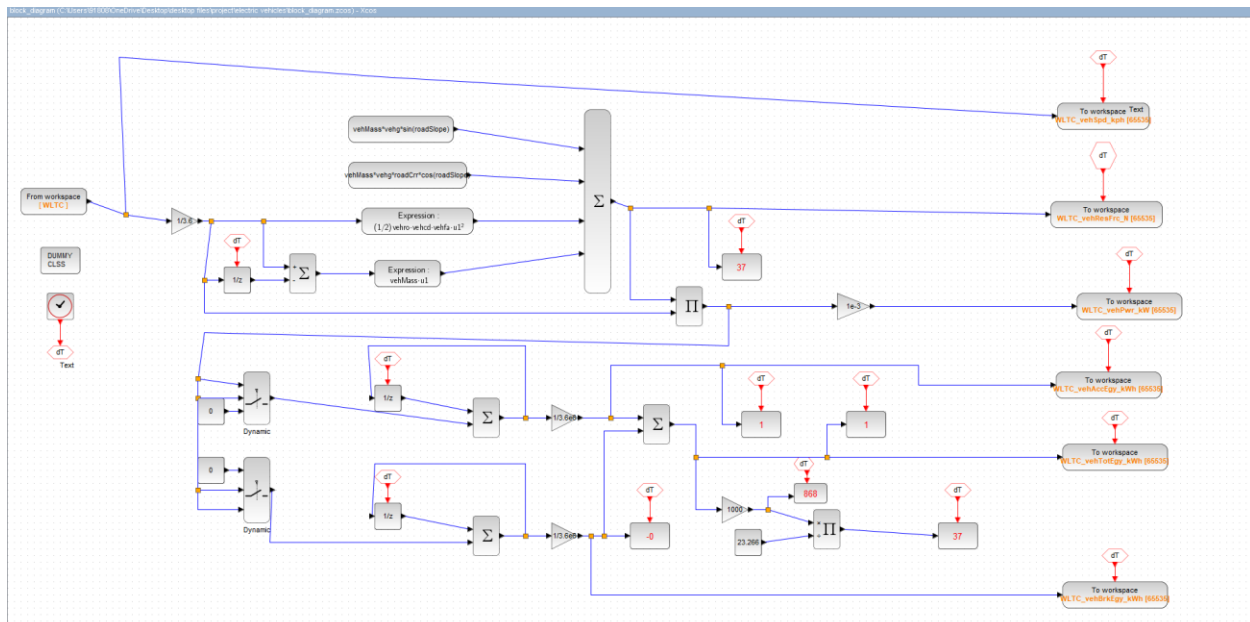 block_diagram (C:\Users\91800\OneDrive\Desktop\desktop files\project\electric vehicles\block_diagram.zcos) - Xcos
dT
To workspace Text
WLTC_vehSpd_kph [65535]
vehMass*vehg*sin(roadSlope)
dT
vehMass*vehg*roadCrr*cos(roadSlope)
Σ
From workspace
[ WLTC ]
1/3.6
Expression :
(1/2)·vehro·vehcd·vehfa·u1²
To workspace
WLTC_vehResFrc_N [65535]
dT
dT
DUMMY
CLSS
1/z
+
-
Σ
Expression :
vehMass·u1
37
dT
Π
1e-3
To workspace
WLTC_vehPwr_kW [65535]
dT
Text
dT
dT
dT
dT
To workspace
WLTC_vehAccEgy_kWh [65535]
1/z
0
Dynamic
Σ
1/3.6e6
Σ
1
1
dT
To workspace
WLTC_vehTotEgy_kWh [65535]
0
Dynamic
dT
1/z
Σ
1/3.6e6
dT
-0
dT
868
1000
23.266
Π
dT
37
dT
To workspace
WLTC_vehBrkEgy_kWh [65535]